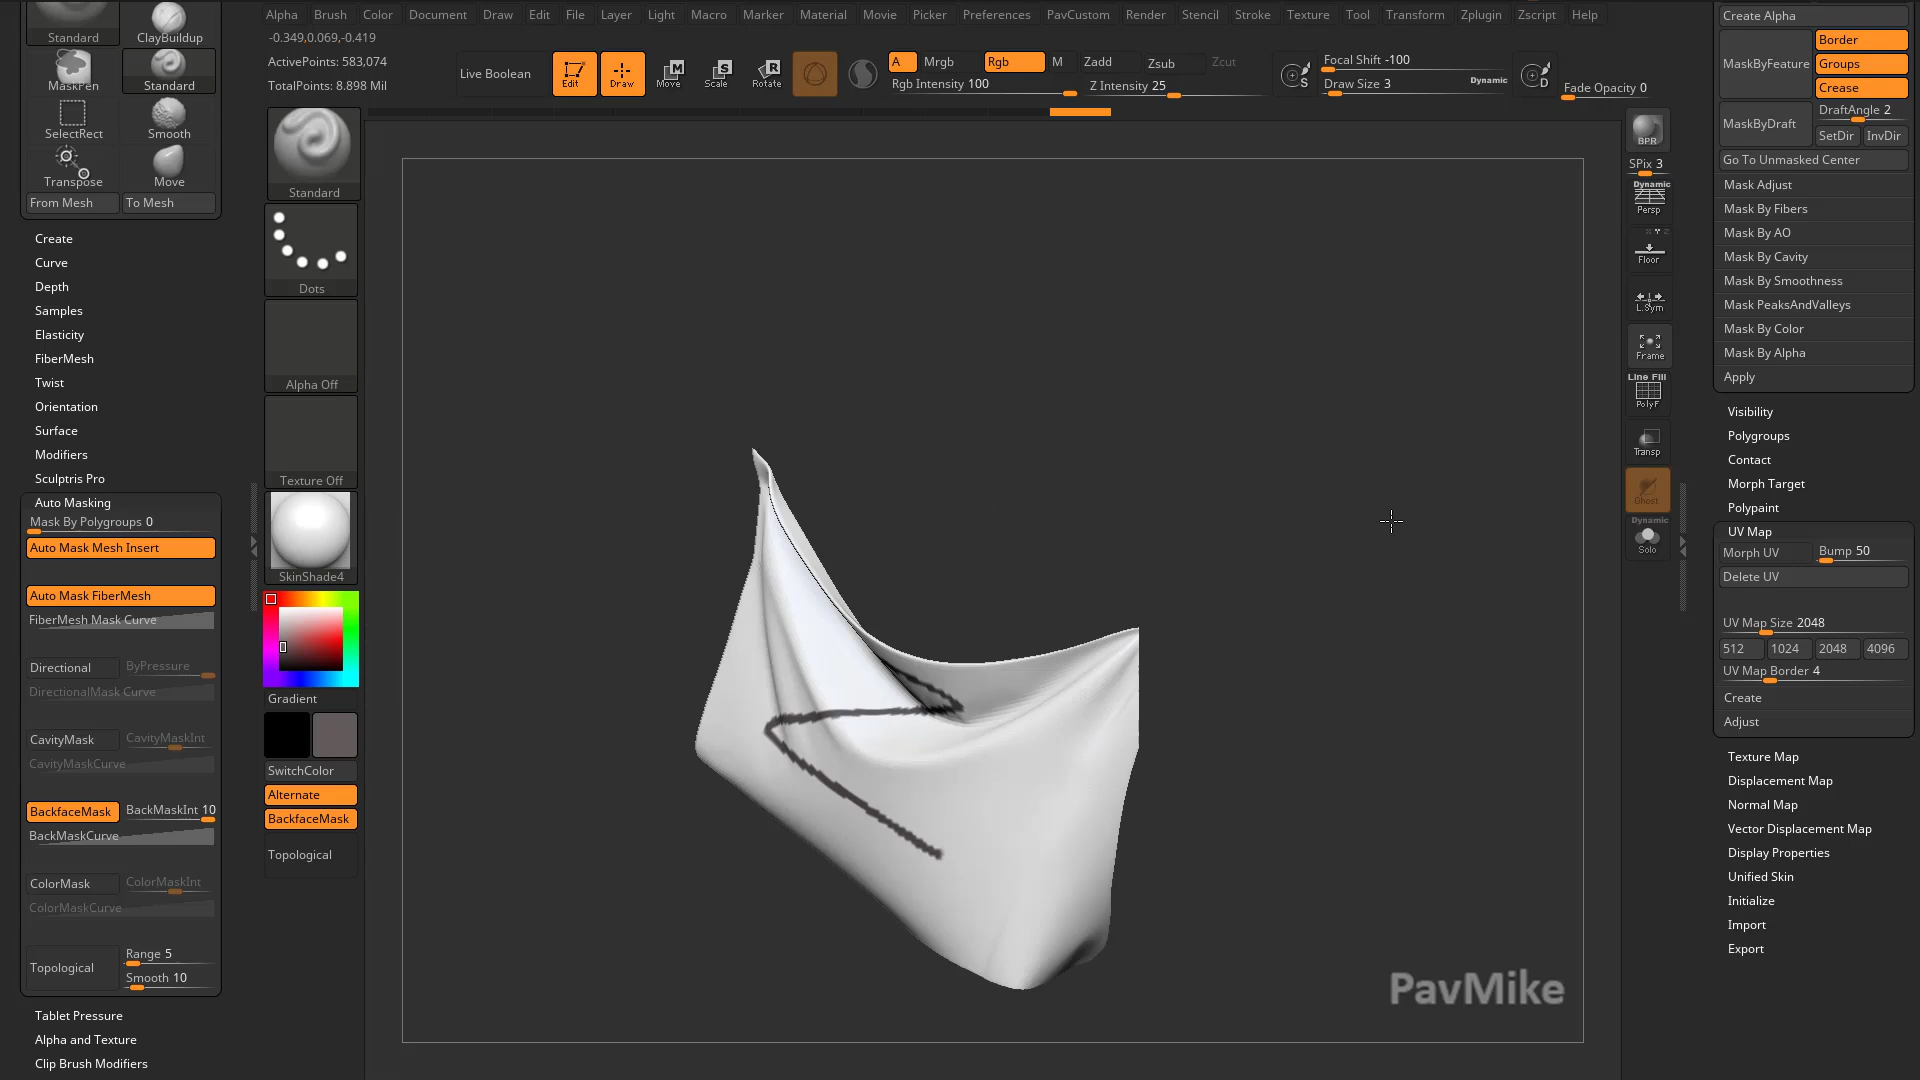 Alpha Brush Color Document Draw Edit File Layer Light Macro Marker Material Movie Picker Preferences PavCustom Render Stencil Stroke Texture Tool Transform Zplugin Zscript Help
-0.349,0.069,-0.419
ActivePoints: 583,074
TotalPoints: 8.898 Mil
Live Boolean
Edit
Draw
Move
Scale
Rotate
A
Mrgb
Rgb
M
Zadd
Zsub
Zcut
Rgb Intensity 100
Z Intensity 25
S
Focal Shift -100
Draw Size 3
Dynamic
D
Fade Opacity 0
Standard
ClayBuildup
MaskPen
Standard
SelectRect
Smooth
Transpose
Move
From Mesh
To Mesh
Create
Curve
Depth
Samples
Elasticity
FiberMesh
Twist
Orientation
Surface
Modifiers
Sculptris Pro
Auto Masking
Mask By Polygroups 0
Auto Mask Mesh Insert
Auto Mask FiberMesh
FiberMesh Mask Curve
Directional
ByPressure
DirectionalMask Curve
CavityMask
CavityMaskInt
CavityMaskCurve
BackfaceMask
BackMaskInt 10
BackMaskCurve
ColorMask
ColorMaskInt
ColorMaskCurve
Topological
Range 5
Smooth 10
Tablet Pressure
Alpha and Texture
Clip Brush Modifiers
Standard
Dots
Alpha Off
Texture Off
SkinShade4
Gradient
SwitchColor
Alternate
BackfaceMask
Topological
PavMike
BPR
SPix 3
Dynamic
Persp
Floor
L.Sym
Frame
Line Fill
PolyF
Transp
Ghost
Dynamic
Solo
Create Alpha
MaskByFeature
Border
Groups
Crease
MaskByDraft
DraftAngle 2
SetDir
InvDir
Go To Unmasked Center
Mask Adjust
Mask By Fibers
Mask By AO
Mask By Cavity
Mask By Smoothness
Mask PeaksAndValleys
Mask By Color
Mask By Alpha
Apply
Visibility
Polygroups
Contact
Morph Target
Polypaint
UV Map
Morph UV
Bump 50
Delete UV
UV Map Size 2048
512 1024 2048 4096
UV Map Border 4
Create
Adjust
Texture Map
Displacement Map
Normal Map
Vector Displacement Map
Display Properties
Unified Skin
Initialize
Import
Export